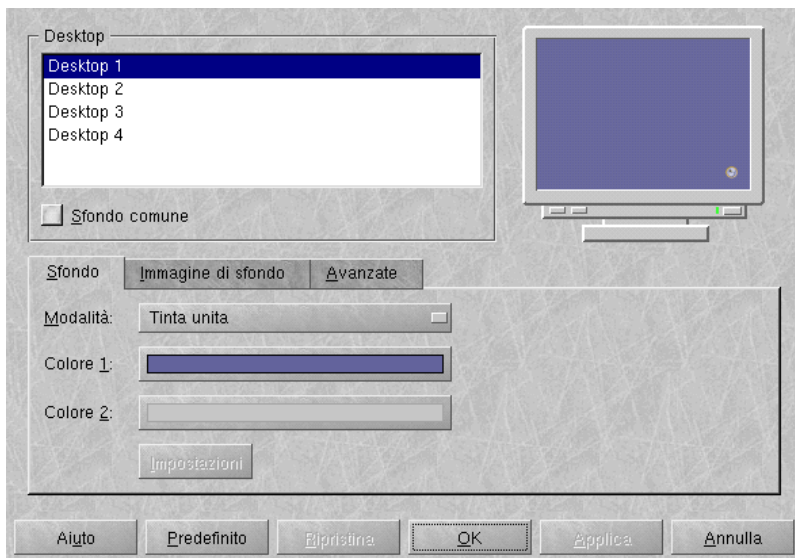 Desktop
Desktop 1
Desktop 2
Desktop 3
Desktop 4
Sfondo comune
Sfondo Immagine di sfondo Avanzate
Modalità: Tinta unita
Colore 1:
Colore 2:
Impostazioni
Aiuto Predefinito Ripristina OK Applica Annulla